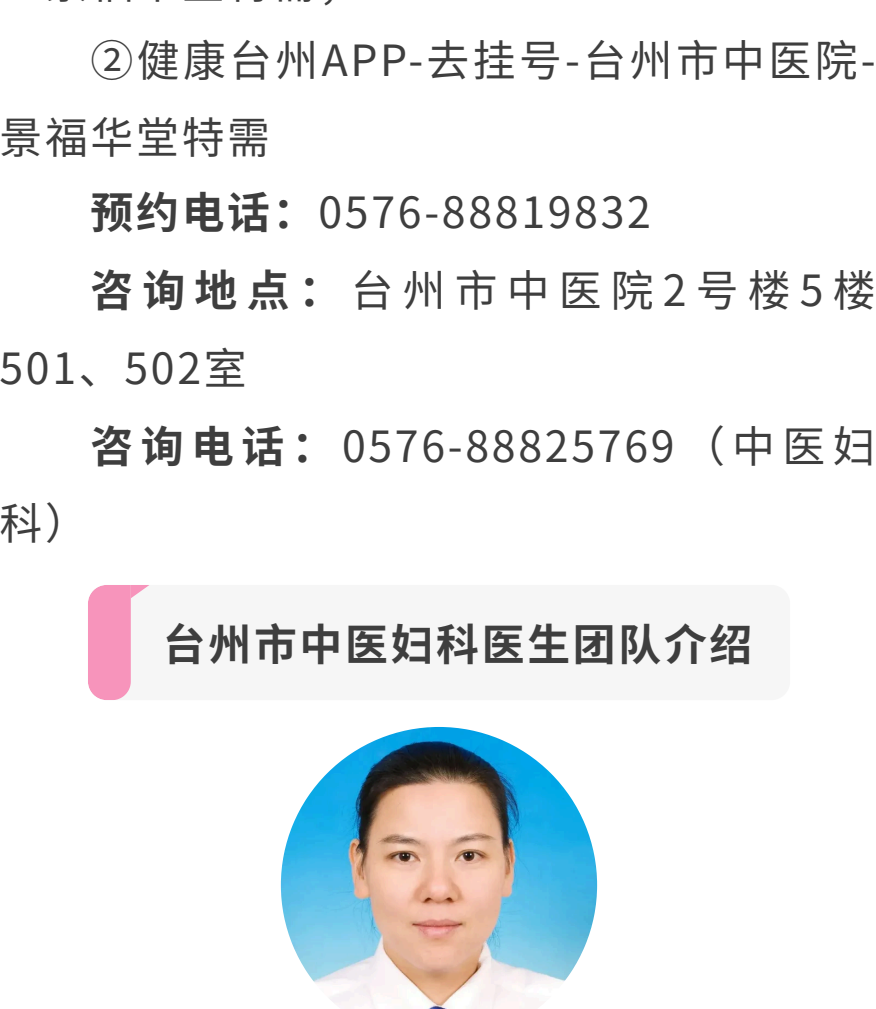 ②健康台州APP-去挂号-台州市中医院-
景福华堂特需
预约电话：0576-88819832
咨询地点：台州市中医院2号楼5楼
501、502室
咨询电话：0576-88825769（中医妇
科）
台州市中医妇科医生团队介绍